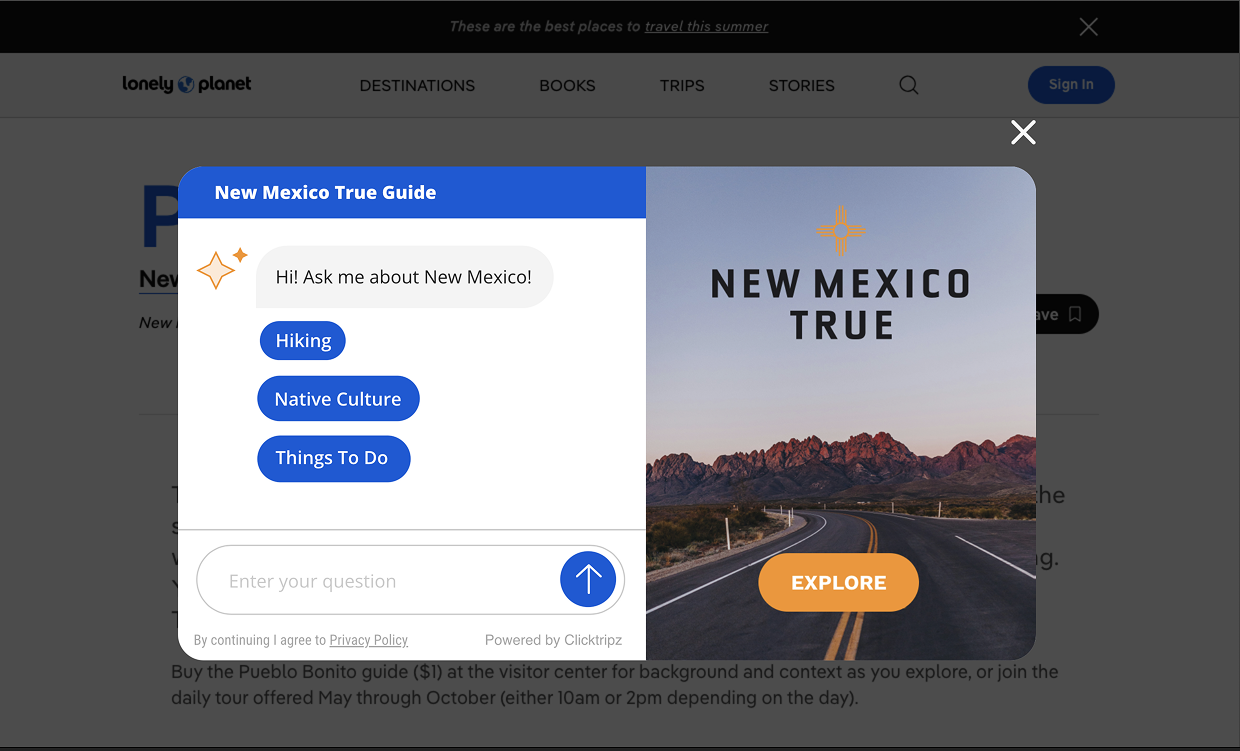 These are the best places to travel this summer
lonely planet
DESTINATIONS
BOOKS
TRIPS
STORIES
Sign In
New Mexico True Guide
P
New
Hi! Ask me about New Mexico!
New
Hiking
Native Culture
Things To Do
NEW MEXICO
TRUE
the
Enter your question
EXPLORE
By continuing I agree to Privacy Policy
Powered by Clicktripz
Buy the Pueblo Bonito guide ($1) at the visitor center for background and context as you explore, or join the
daily tour offered May through October (either 10am or 2pm depending on the day).